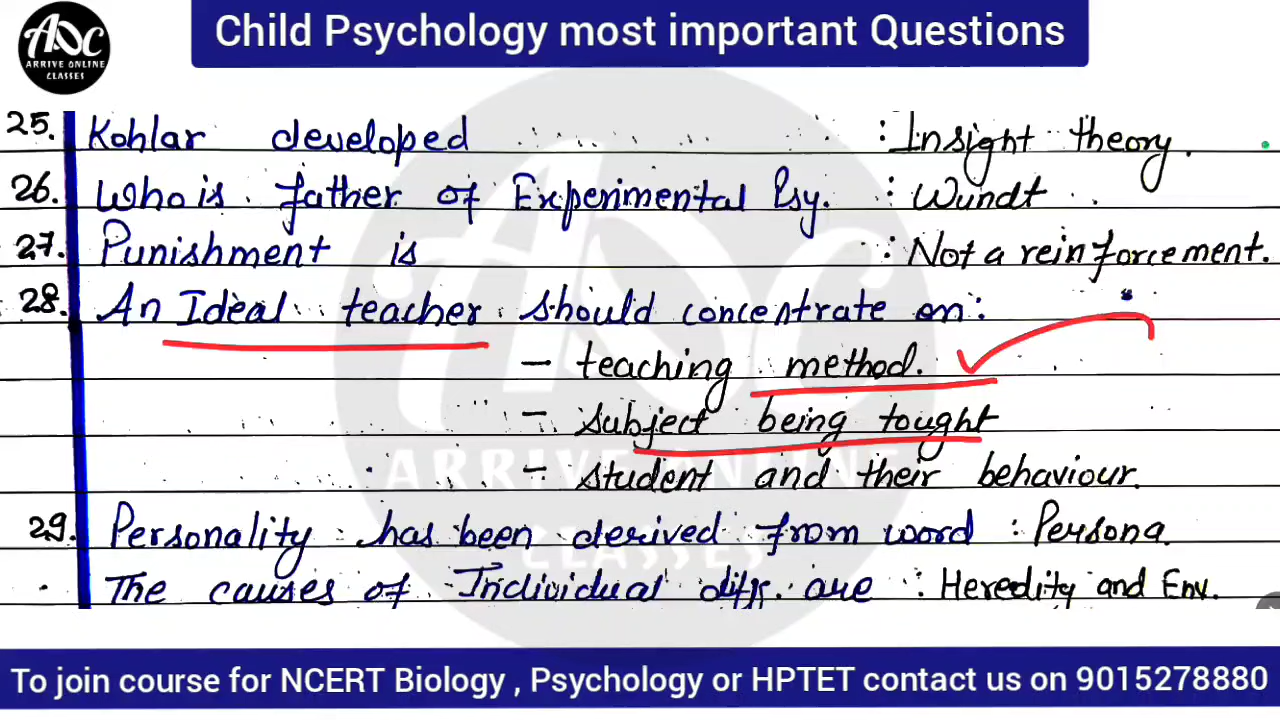 ADC
ARRIVE ONLINE
CLASSES
Child Psychology most important Questions
25. Kohlar developed : Insight theory.
26. Who is father of Experimental Psy. : Wundt
27. Punishment is : Not a reinforcement.
28. An Ideal teacher should concentrate on:
- teaching method.
- subject being tought
- student and their behaviour.
ARRIVE ONLINE
CLASSES
29. Personality has been derived from word : Persona.
The causes of Individual diff. are : Heredity and Env.
To join course for NCERT Biology , Psychology or HPTET contact us on 9015278880